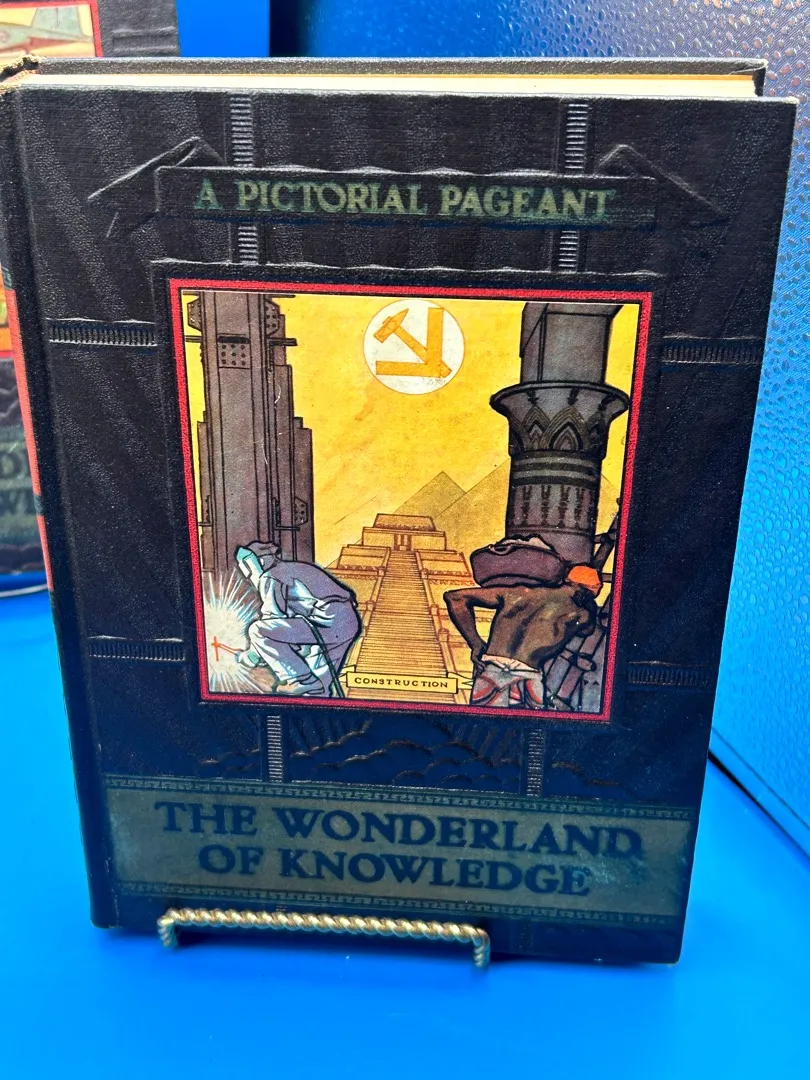 A PICTORIAL PAGEANT
CONSTRUCTION
THE WONDERLAND
OF KNOWLEDGE